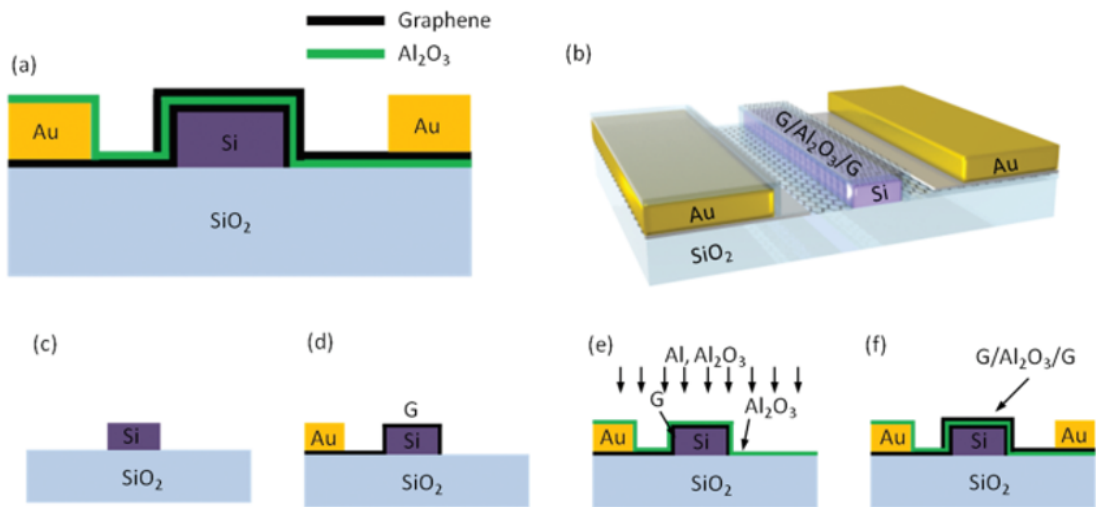 Graphene
Al₂O₃
(a)
Au
Si
Au
SiO₂
(b)
G/Al₂O₃/G
Au
Si
Au
SiO₂
(c)
Si
SiO₂
(d)
G
Au
Si
SiO₂
(e)
Al, Al₂O₃
G
Al₂O₃
Au
Si
SiO₂
(f)
G/Al₂O₃/G
Au
Si
Au
SiO₂